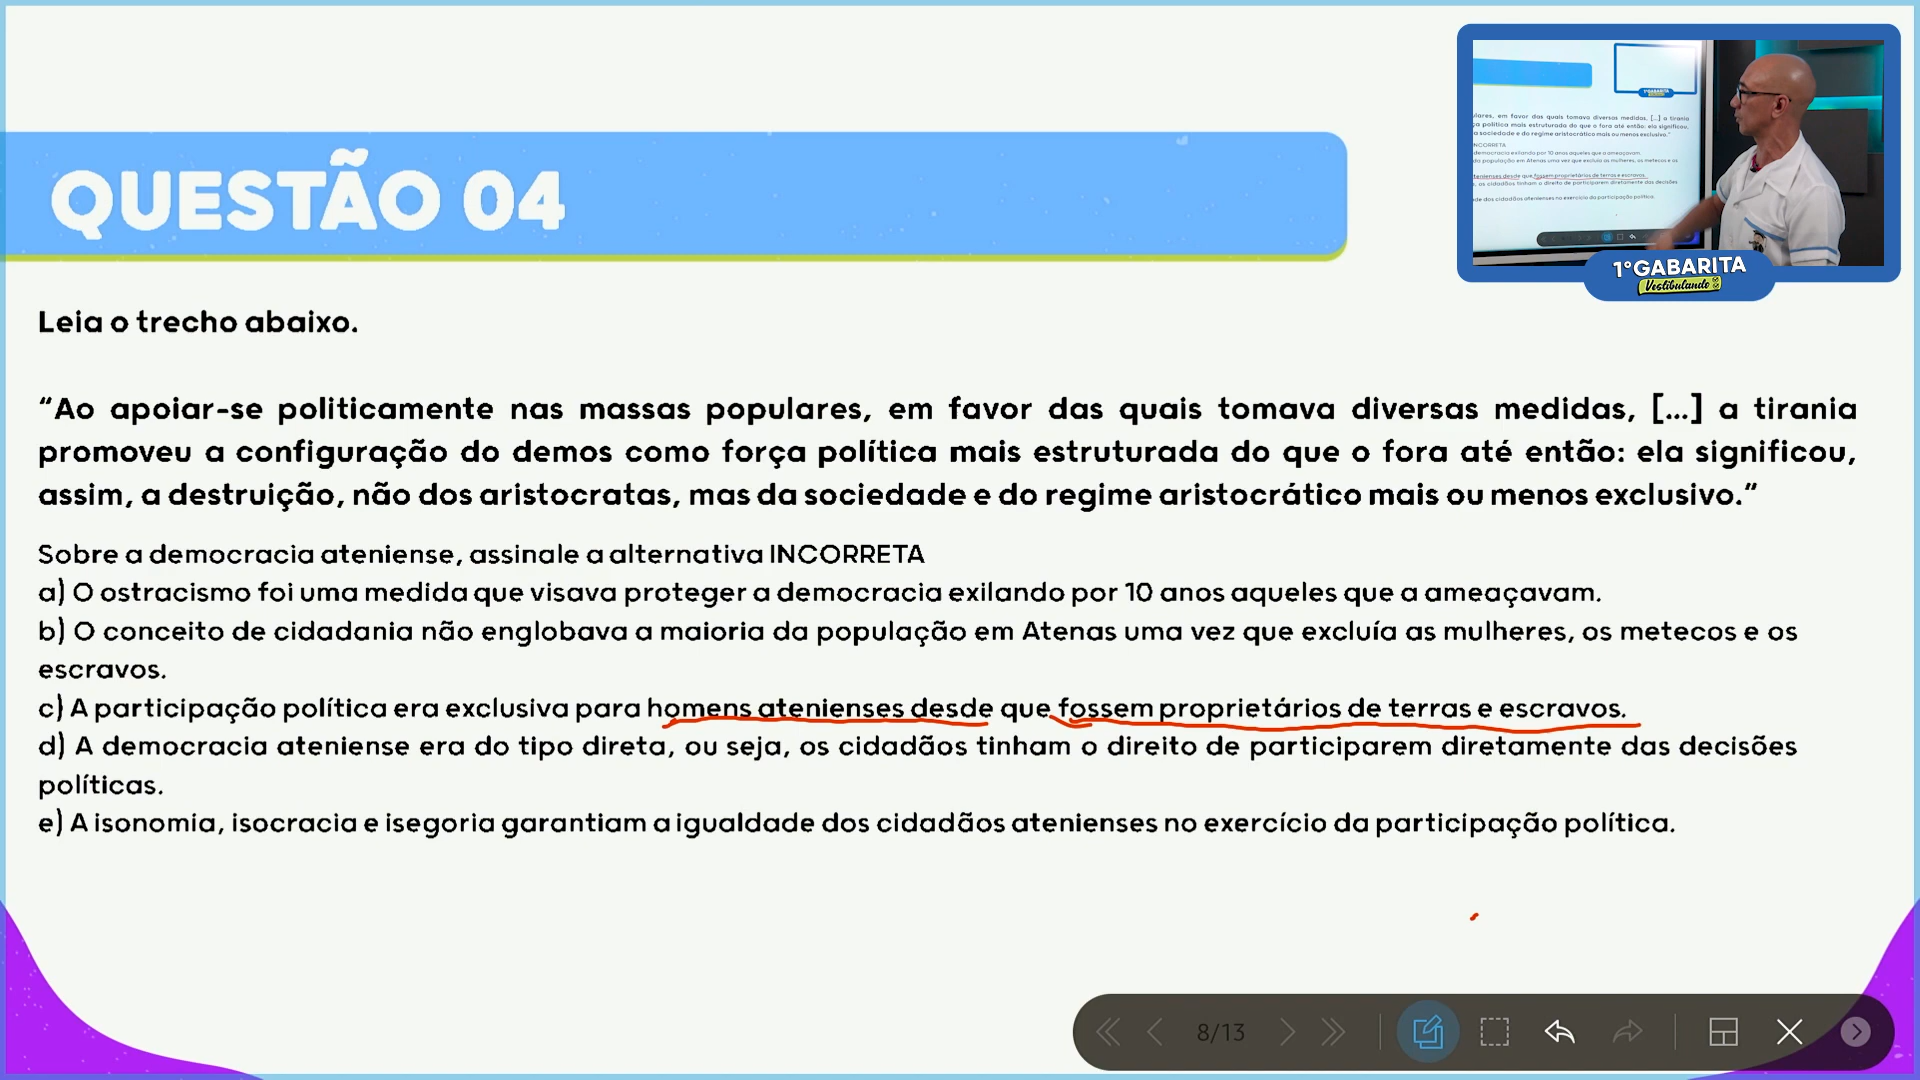 QUESTÃO 04
1°GABARITA
Vestibulando
Leia o trecho abaixo.
“Ao apoiar-se politicamente nas massas populares, em favor das quais tomava diversas medidas, [...] a tirania
promoveu a configuração do demos como força política mais estruturada do que o fora até então: ela significou,
assim, a destruição, não dos aristocratas, mas da sociedade e do regime aristocrático mais ou menos exclusivo.”
Sobre a democracia ateniense, assinale a alternativa INCORRETA
a) O ostracismo foi uma medida que visava proteger a democracia exilando por 10 anos aqueles que a ameaçavam.
b) O conceito de cidadania não englobava a maioria da população em Atenas uma vez que excluía as mulheres, os metecos e os
escravos.
c) A participação política era exclusiva para homens atenienses desde que fossem proprietários de terras e escravos.
d) A democracia ateniense era do tipo direta, ou seja, os cidadãos tinham o direito de participarem diretamente das decisões
políticas.
e) A isonomia, isocracia e isegoria garantiam a igualdade dos cidadãos atenienses no exercício da participação política.
8/13